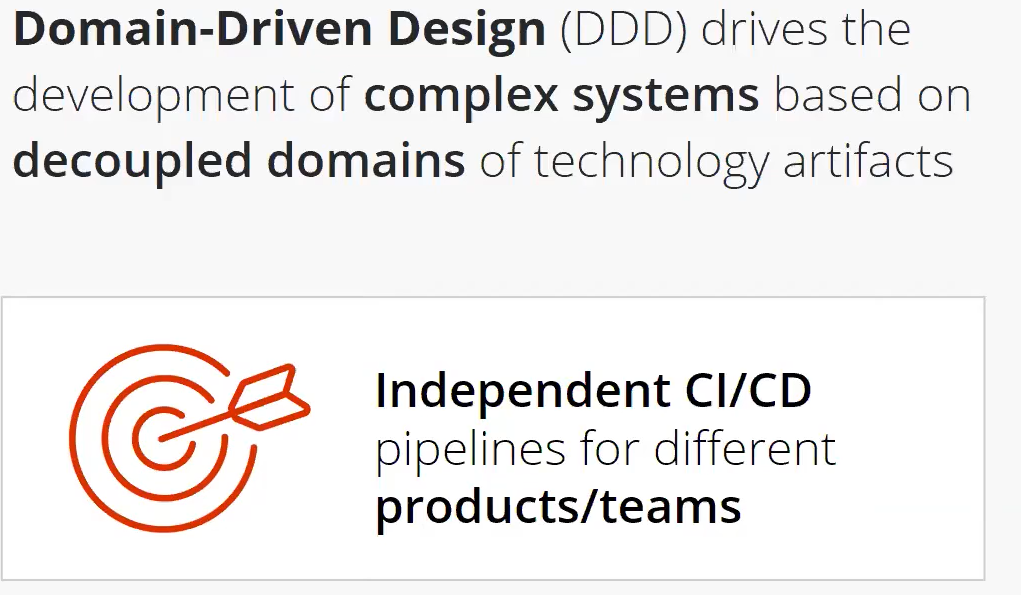 Domain-Driven Design (DDD) drives the
development of complex systems based on
decoupled domains of technology artifacts
Independent CI/CD
pipelines for different
products/teams